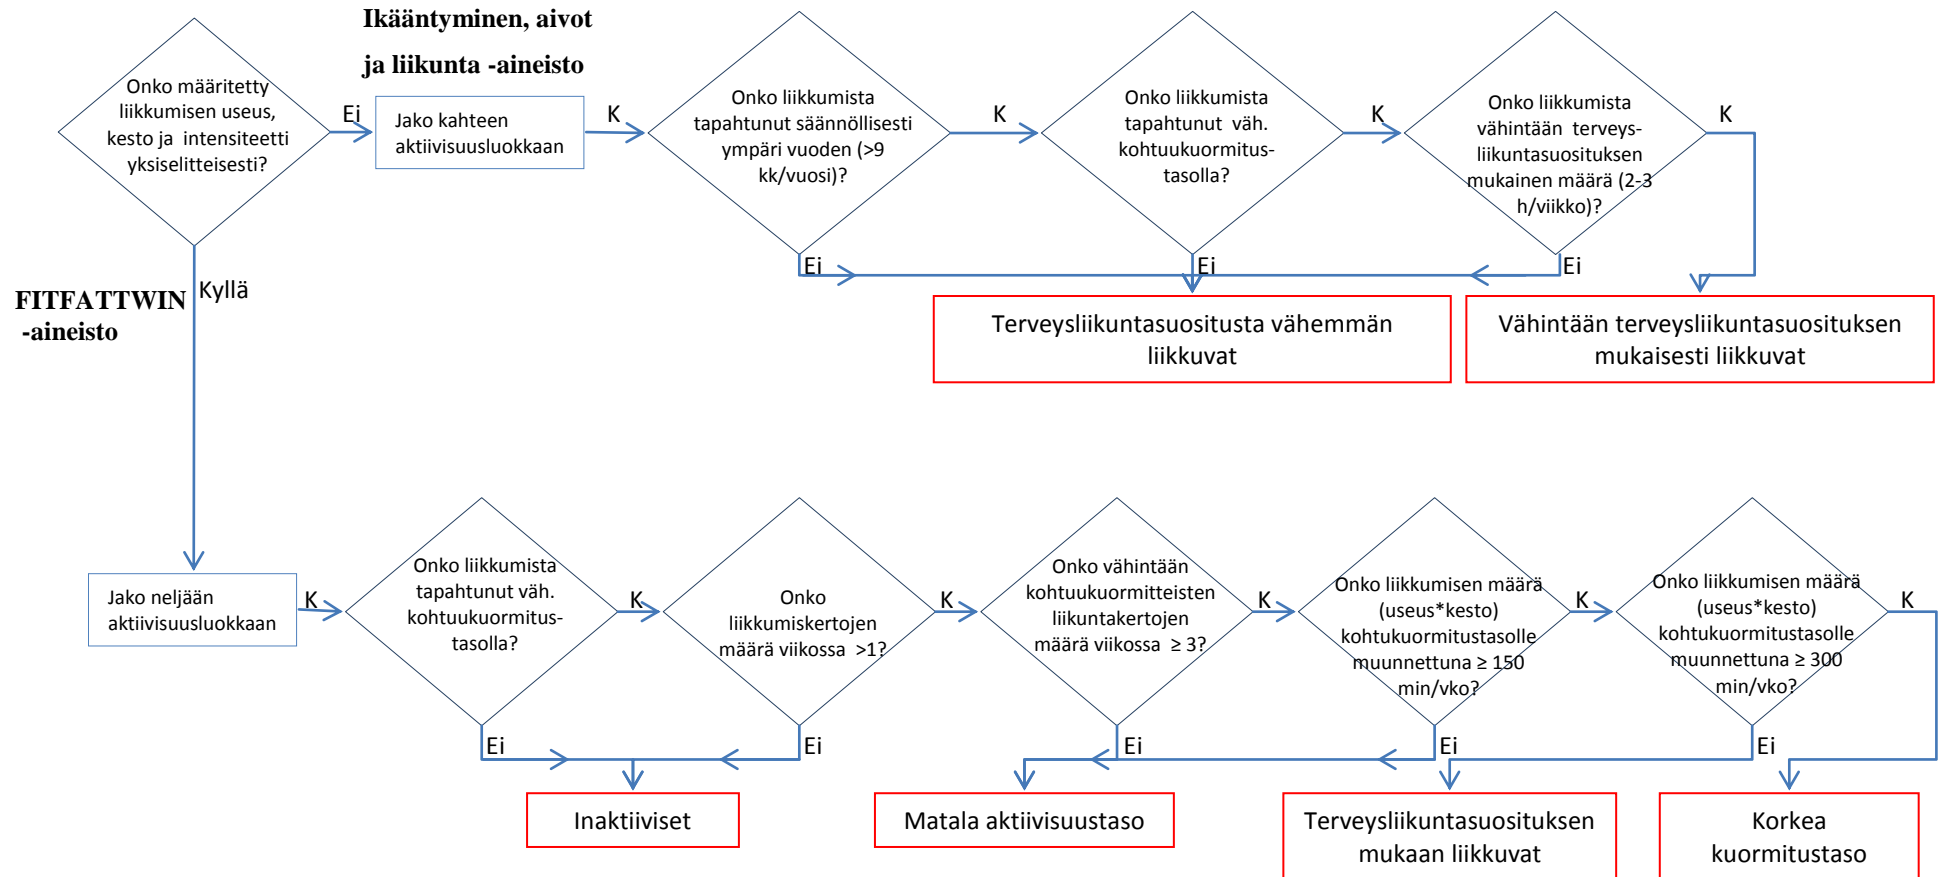 Ikääntyminen, aivot
ja liikunta -aineisto
Onko määritetty
liikkumisen useus,
kesto ja intensiteetti
yksiselitteisesti?
Ei
Jako kahteen
aktiivisuusluokkaan
K
Onko liikkumista
tapahtunut säännöllisesti
ympäri vuoden (>9
kk/vuosi)?
K
Onko liikkumista
tapahtunut väh.
kohtuukuormitus-
tasolla?
K
Onko liikkumista
vähintään terveys-
liikuntasuosituksen
mukainen määrä (2-3
h/viikko)?
K
Ei
Ei
Ei
Terveysliikuntasuositusta vähemmän
liikkuvat
Vähintään terveysliikuntasuosituksen
mukaisesti liikkuvat
Kyllä
FITFATTWIN
-aineisto
Jako neljään
aktiivisuusluokkaan
K
Onko liikkumista
tapahtunut väh.
kohtuukuormitus-
tasolla?
K
Onko
liikkumiskertojen
määrä viikossa >1?
K
Onko vähintään
kohtuukuormitteisten
liikuntakertojen
määrä viikossa ≥ 3?
K
Onko liikkumisen määrä
(useus*kesto)
kohtukuormitustasolle
muunnettuna ≥ 150
min/vko?
K
Onko liikkumisen määrä
(useus*kesto)
kohtukuormitustasolle
muunnettuna ≥ 300
min/vko?
K
Ei
Ei
Ei
Ei
Ei
Inaktiiviset
Matala aktiivisuustaso
Terveysliikuntasuosituksen
mukaan liikkuvat
Korkea
kuormitustaso